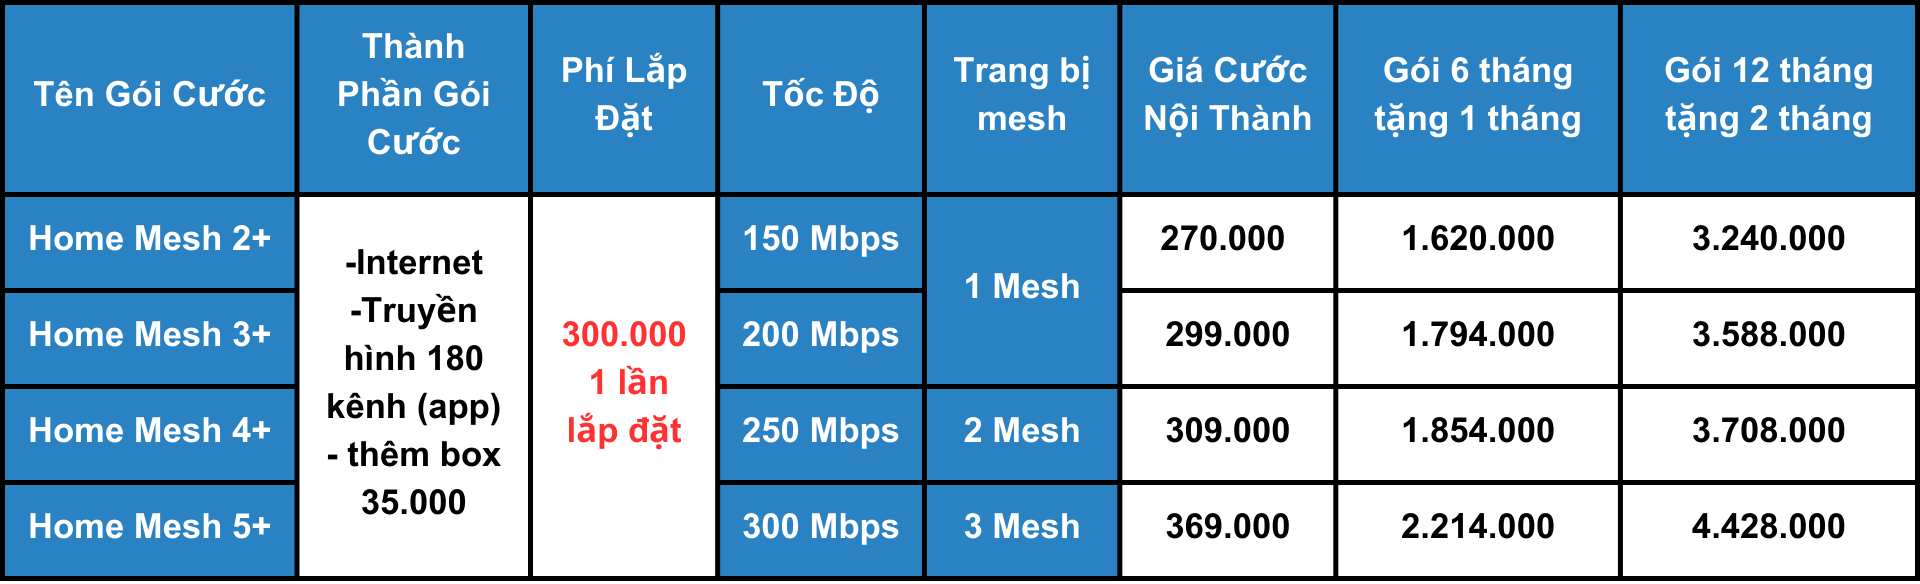 Tên Gói Cước
Thành
Phần Gói
Cước
Phí Lắp
Đặt
Tốc Độ
Trang bị
mesh
Giá Cước
Nội Thành
Gói 6 tháng
tặng 1 tháng
Gói 12 tháng
tặng 2 tháng
Home Mesh 2+
-Internet
-Truyền
hình 180
kênh (app)
- thêm box
35.000
300.000
1 lần
lắp đặt
150 Mbps
1 Mesh
270.000
1.620.000
3.240.000
Home Mesh 3+
200 Mbps
299.000
1.794.000
3.588.000
Home Mesh 4+
250 Mbps
2 Mesh
309.000
1.854.000
3.708.000
Home Mesh 5+
300 Mbps
3 Mesh
369.000
2.214.000
4.428.000